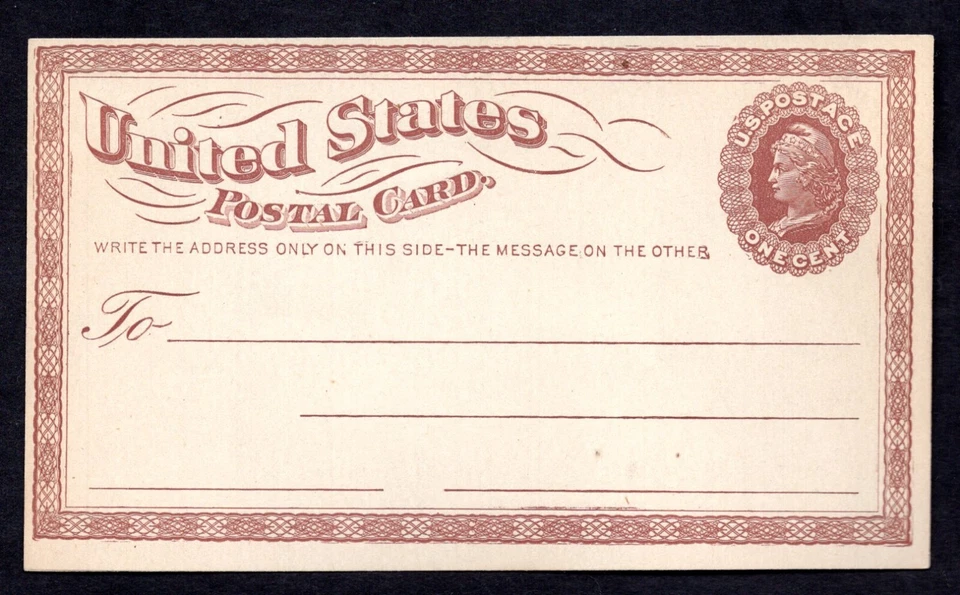 United States
POSTAL CARD.
WRITE THE ADDRESS ONLY ON THIS SIDE-THE MESSAGE ON THE OTHER
To
U.S. POSTAGE
ONE CENT